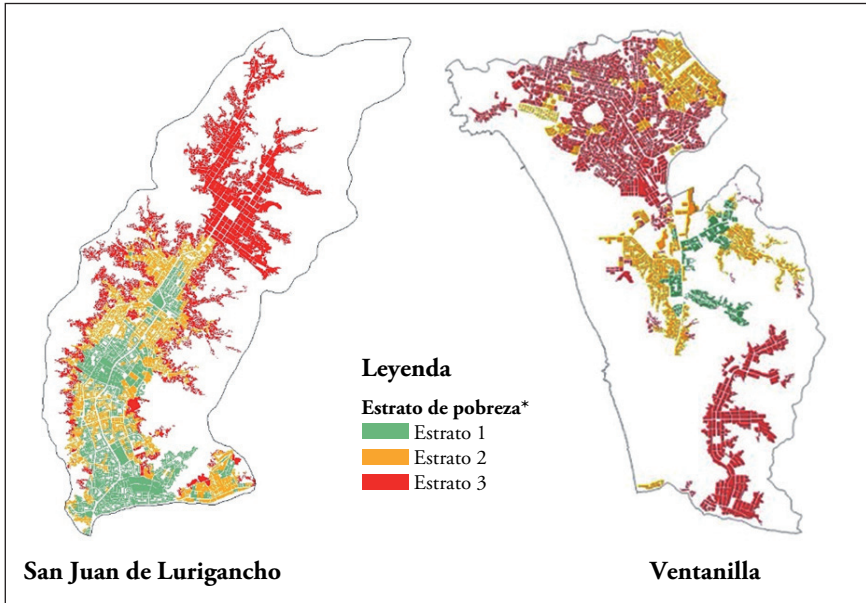 Leyenda
Estrato de pobreza*
Estrato 1
Estrato 2
Estrato 3
San Juan de Lurigancho
Ventanilla